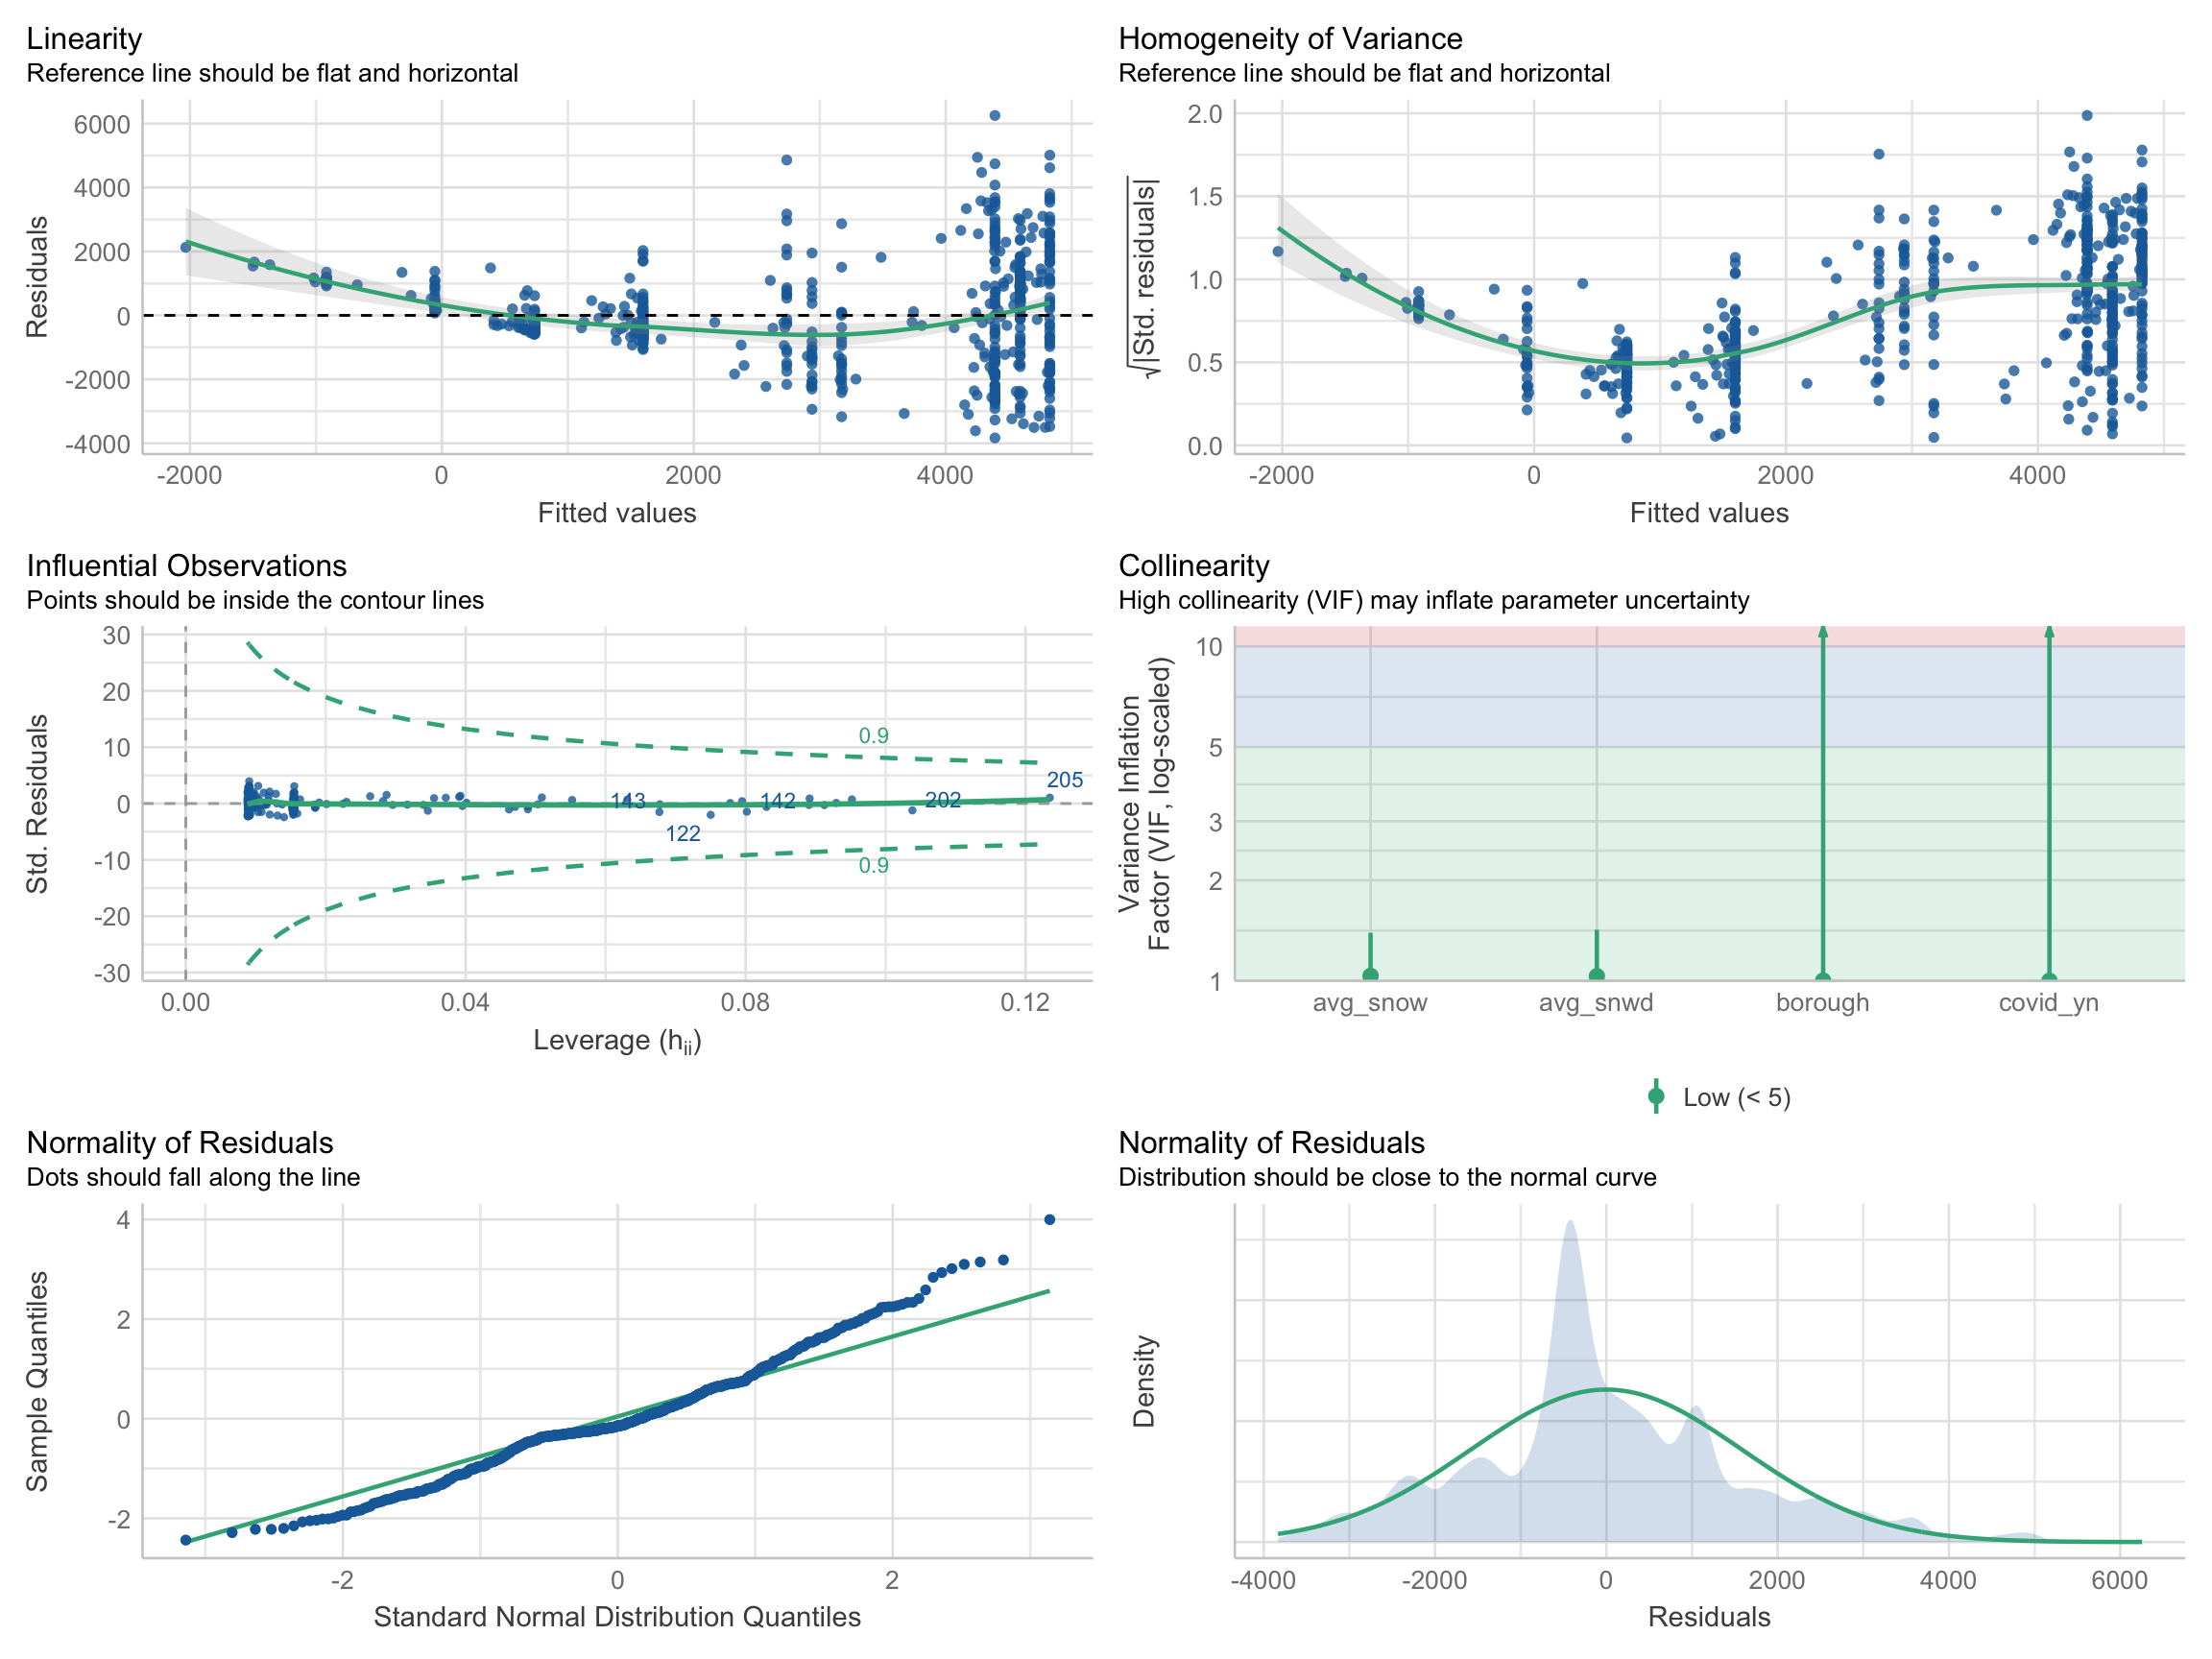 Linearity
Reference line should be flat and horizontal
6000
4000
2000
0
-2000
-4000
Residuals
-2000 0 2000 4000
Fitted values
Homogeneity of Variance
Reference line should be flat and horizontal
2.0
1.5
1.0
0.5
0.0
√|Std. residuals|
-2000 0 2000 4000
Fitted values
Influential Observations
Points should be inside the contour lines
30
20
10
0
-10
-20
-30
Std. Residuals
0.9
205
143 142 202
122
0.9
0.00 0.04 0.08 0.12
Leverage (hii)
Collinearity
High collinearity (VIF) may inflate parameter uncertainty
10
5
3
2
1
Variance Inflation
Factor (VIF, log-scaled)
avg_snow avg_snwd borough covid_yn
Low (< 5)
Normality of Residuals
Dots should fall along the line
4
2
0
-2
Sample Quantiles
-2 0 2
Standard Normal Distribution Quantiles
Normality of Residuals
Distribution should be close to the normal curve
Density
-4000 -2000 0 2000 4000 6000
Residuals